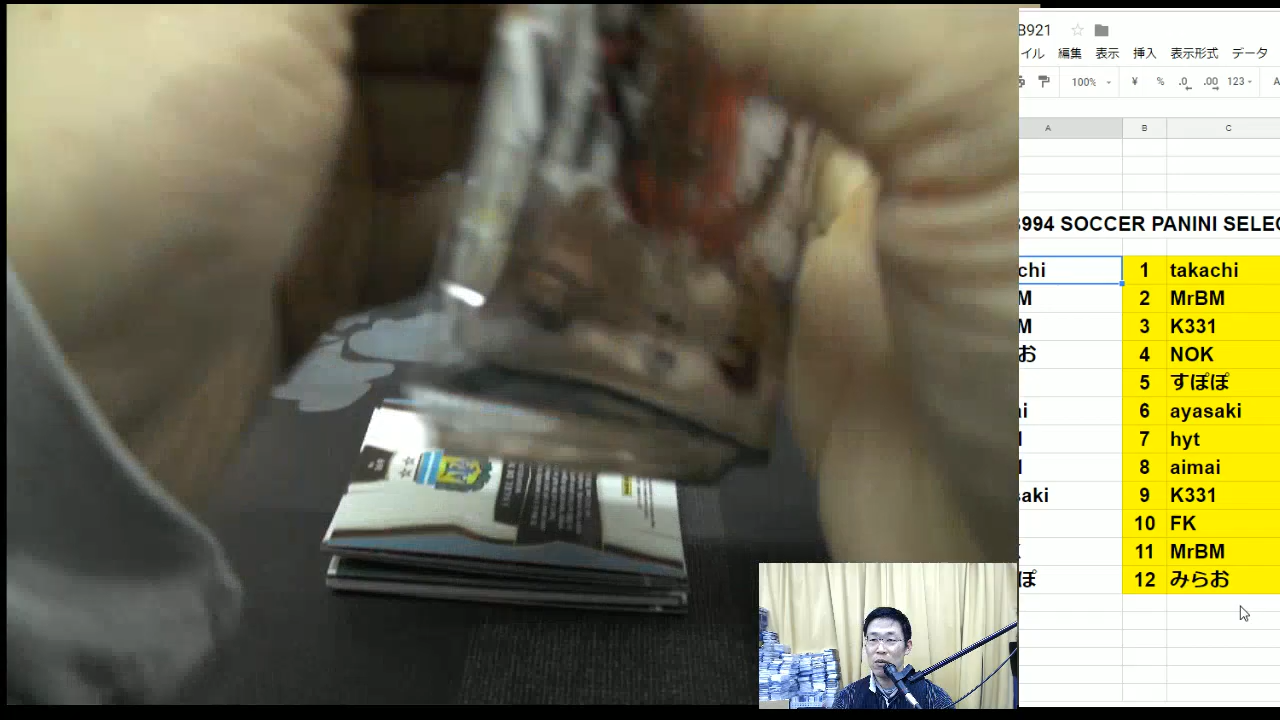 B921
イル 編集 表示 挿入 表示形式 データ
100% ¥ % .0 .00 123
A B C
3994 SOCCER PANINI SELEC
chi 1 takachi
M 2 MrBM
M 3 K331
お 4 NOK
5 すぽぽ
i 6 ayasaki
7 hyt
8 aimai
saki 9 K331
10 FK
11 MrBM
ぽ 12 みらお